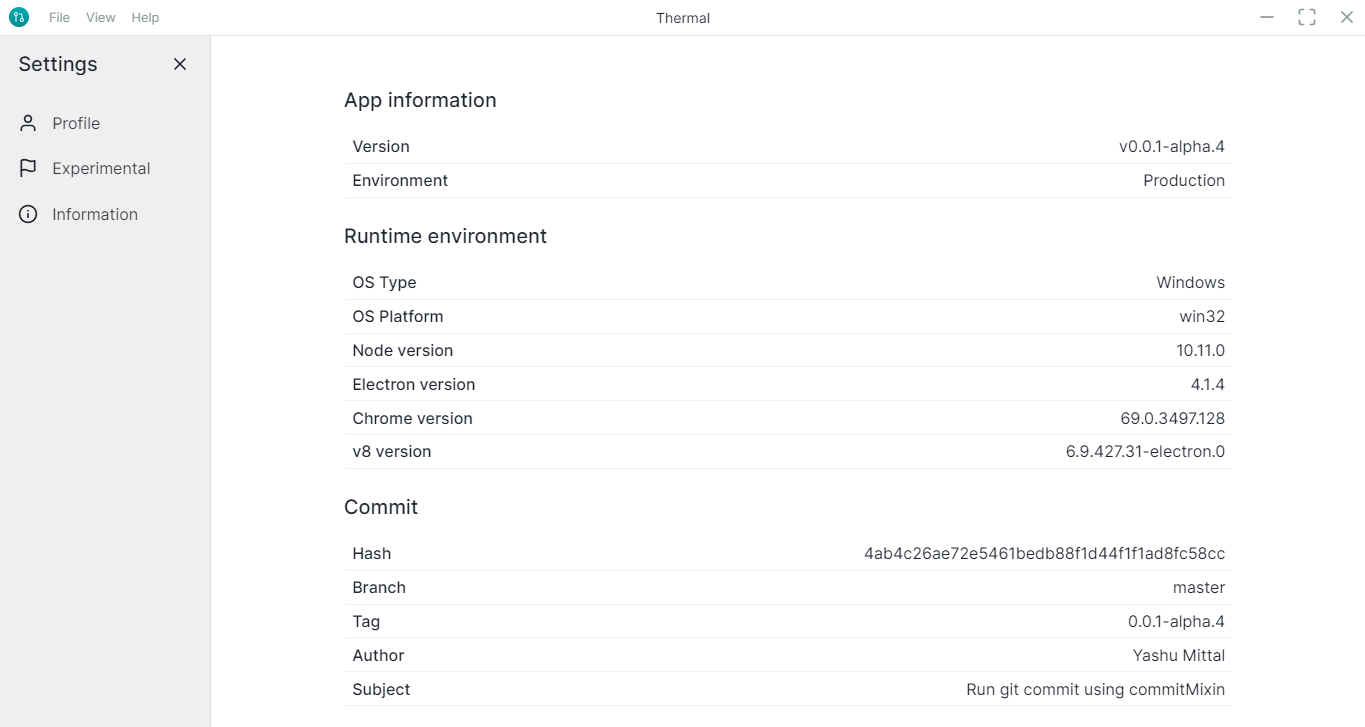 File View Help Thermal
Settings
Profile
Experimental
Information
App information
Version v0.0.1-alpha.4
Environment Production
Runtime environment
OS Type Windows
OS Platform win32
Node version 10.11.0
Electron version 4.1.4
Chrome version 69.0.3497.128
v8 version 6.9.427.31-electron.0
Commit
Hash 4ab4c26ae72e5461bedb88f1d44f1f1ad8fc58cc
Branch master
Tag 0.0.1-alpha.4
Author Yashu Mittal
Subject Run git commit using commitMixin